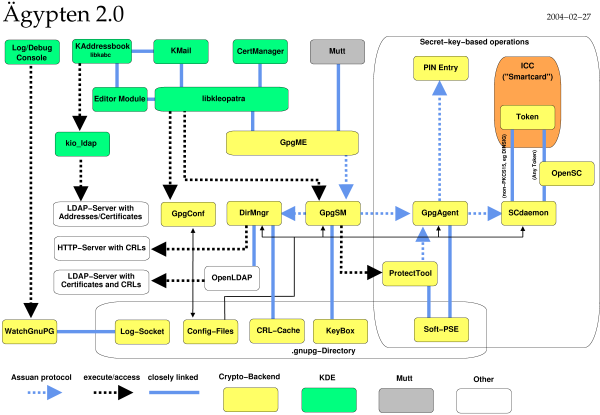 Ägypten 2.0
2004-02-27
Log/Debug
Console
KAddressbook
libkabc
KMail
CertManager
Mutt
Secret-key-based operations
PIN Entry
ICC
("Smartcard")
Editor Module
libkleopatra
Token
kio_ldap
GpgME
(non-PKCS15, eg DINSIG)
(Any Token)
OpenSC
LDAP-Server with
Addresses/Certificates
GpgConf
DirMngr
GpgSM
GpgAgent
SCdaemon
HTTP-Server with CRLs
LDAP-Server with
Certificates and CRLs
OpenLDAP
ProtectTool
WatchGnuPG
Log-Socket
Config-Files
CRL-Cache
KeyBox
Soft-PSE
.gnupg-Directory
Assuan protocol
execute/access
closely linked
Crypto-Backend
KDE
Mutt
Other